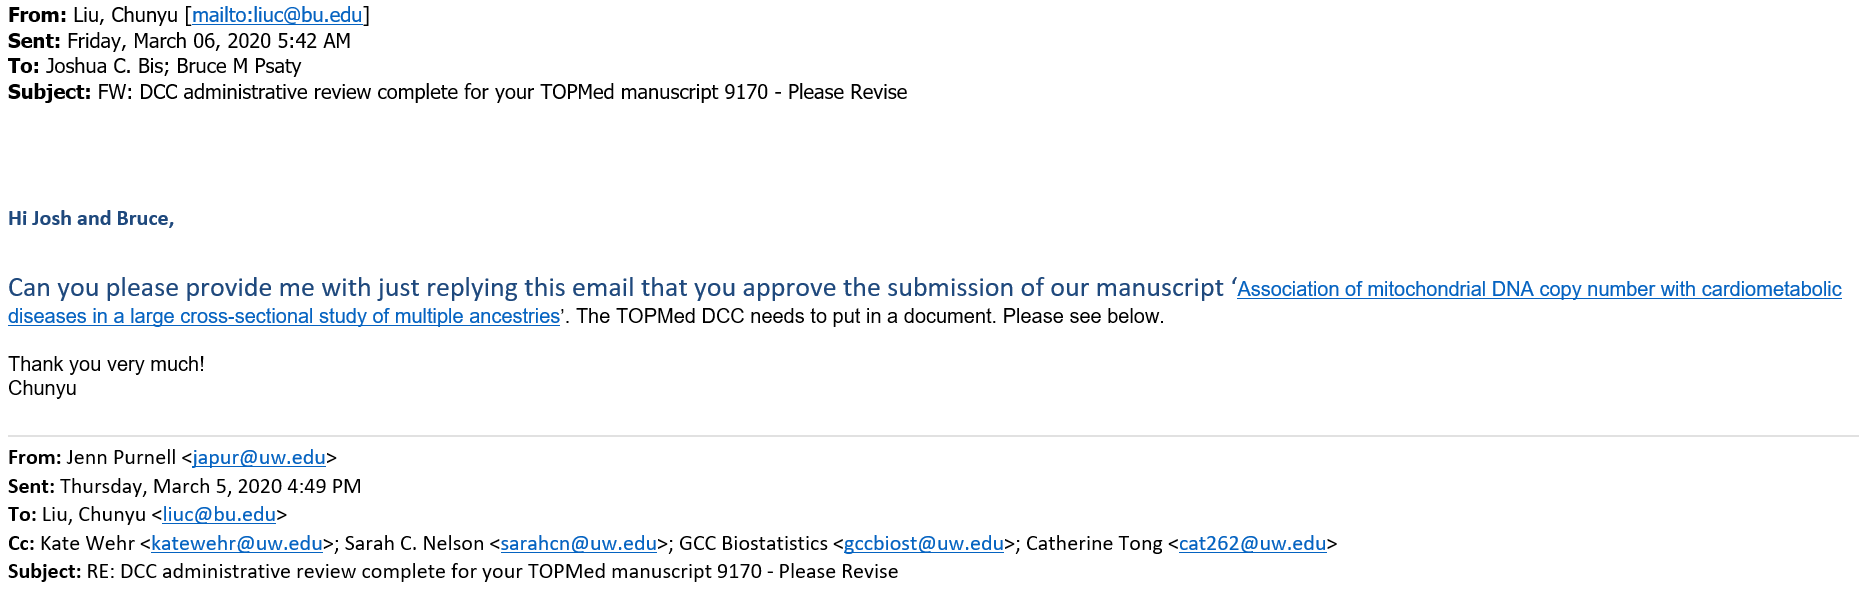 From: Liu, Chunyu [mailto:liuc@bu.edu]
Sent: Friday, March 06, 2020 5:42 AM
To: Joshua C. Bis; Bruce M Psaty
Subject: FW: DCC administrative review complete for your TOPMed manuscript 9170 - Please Revise
Hi Josh and Bruce,
Can you please provide me with just replying this email that you approve the submission of our manuscript ‘Association of mitochondrial DNA copy number with cardiometabolic
diseases in a large cross-sectional study of multiple ancestries’. The TOPMed DCC needs to put in a document. Please see below.
Thank you very much!
Chunyu
From: Jenn Purnell <japur@uw.edu>
Sent: Thursday, March 5, 2020 4:49 PM
To: Liu, Chunyu <liuc@bu.edu>
Cc: Kate Wehr <katewehr@uw.edu>; Sarah C. Nelson <sarahcn@uw.edu>; GCC Biostatistics <gccbiost@uw.edu>; Catherine Tong <cat262@uw.edu>
Subject: RE: DCC administrative review complete for your TOPMed manuscript 9170 - Please Revise